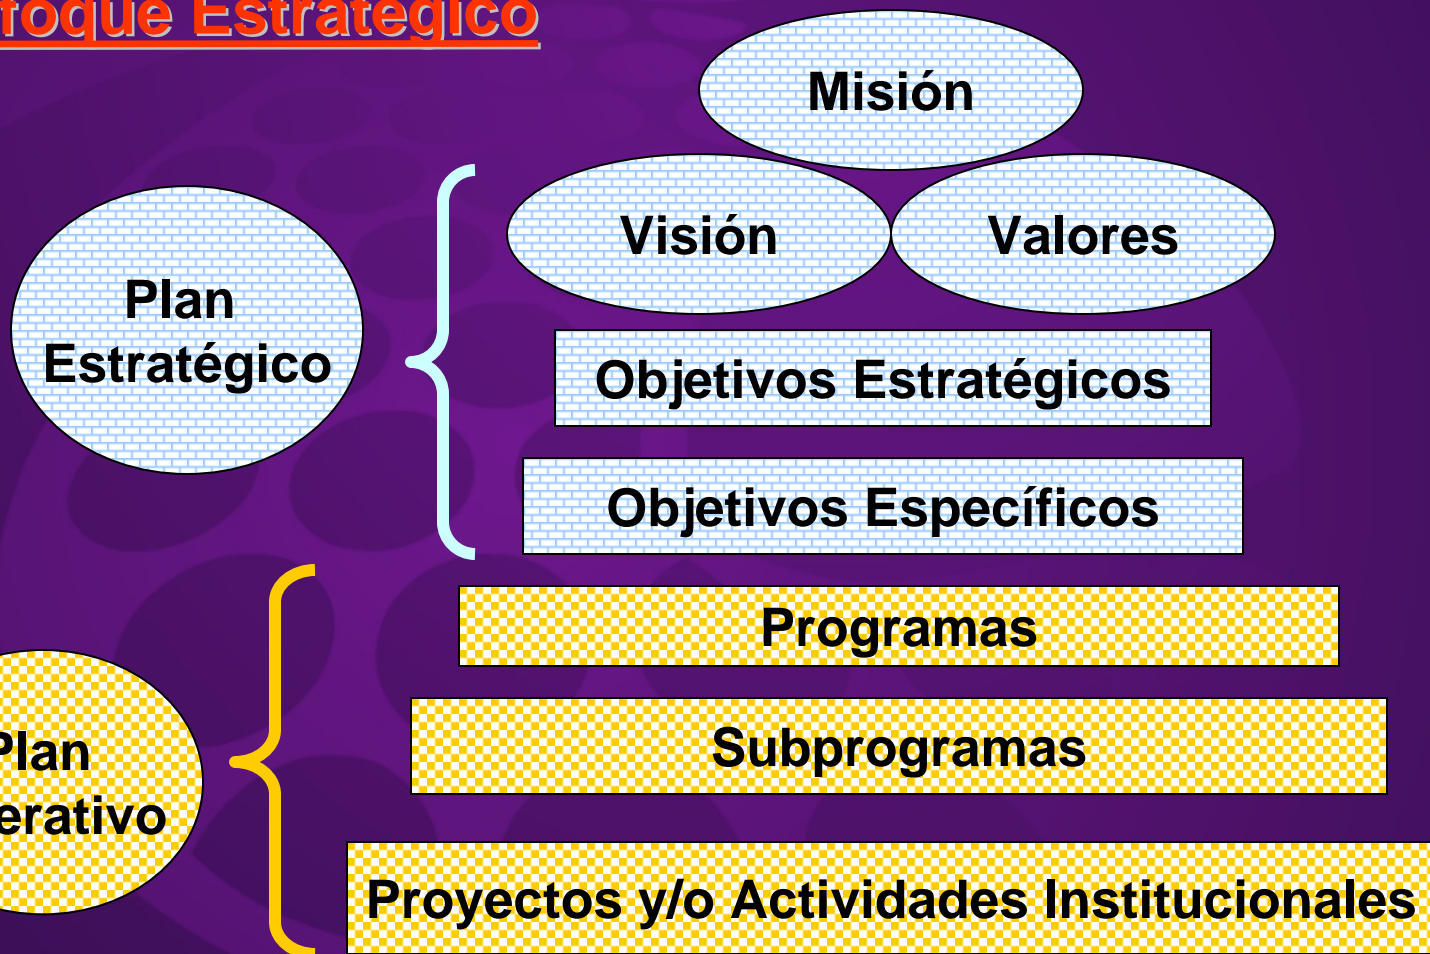 foque Estratégico
Misión
Visión
Valores
Plan
Estratégico
Objetivos Estratégicos
Objetivos Específicos
Programas
Subprogramas
Plan
erativo
Proyectos y/o Actividades Institucionales